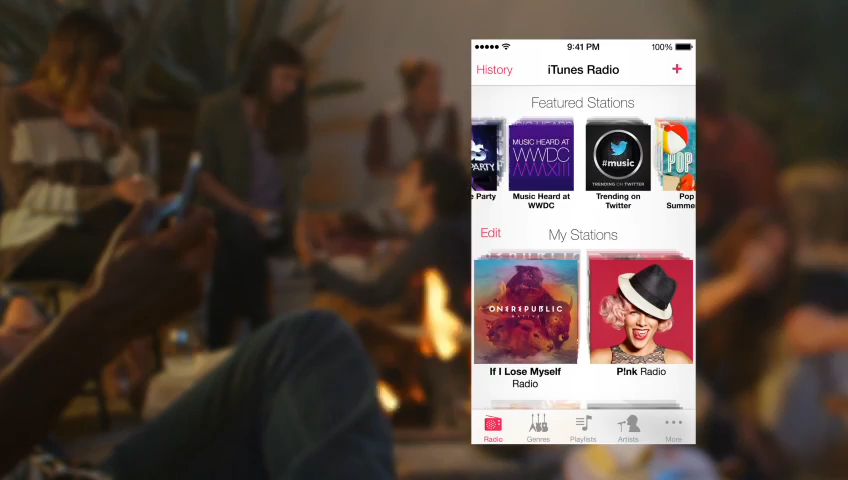 9:41 PM
100%
History
iTunes Radio
+
Featured Stations
PARTY
MUSIC HEARD AT
WWDC
#music
TRENDING ON TWITTER
POP
e Party
Music Heard at
WWDC
Trending on
Twitter
Pop
Summe
Edit
My Stations
ONEREPUBLIC
NATIVE
If I Lose Myself
Radio
P!nk Radio
Radio
Genres
Playlists
Artists
More